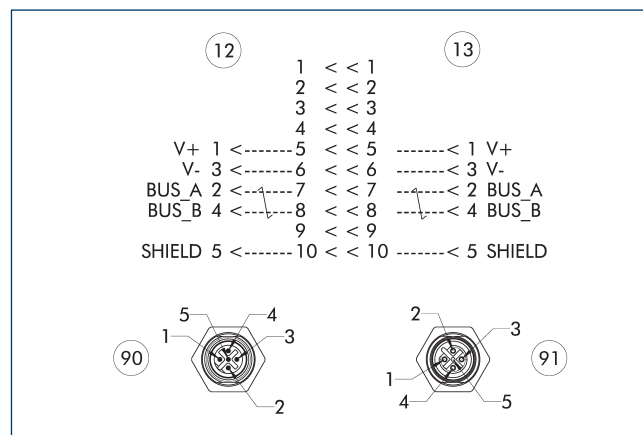 12 13
1 < < 1
2 < < 2
3 < < 3
4 < < 4
V+ 1 <------- 5 < < 5 ------< 1 V+
V- 3 <------- 6 < < 6 ------< 3 V-
BUS_A 2 <------- 7 < < 7 ------< 2 BUS_A
BUS_B 4 <------- 8 < < 8 ------< 4 BUS_B
9 < < 9
SHIELD 5 <------- 10 < < 10 ------< 5 SHIELD
5 4 2
1 3 3
90 91
1
2 4 5